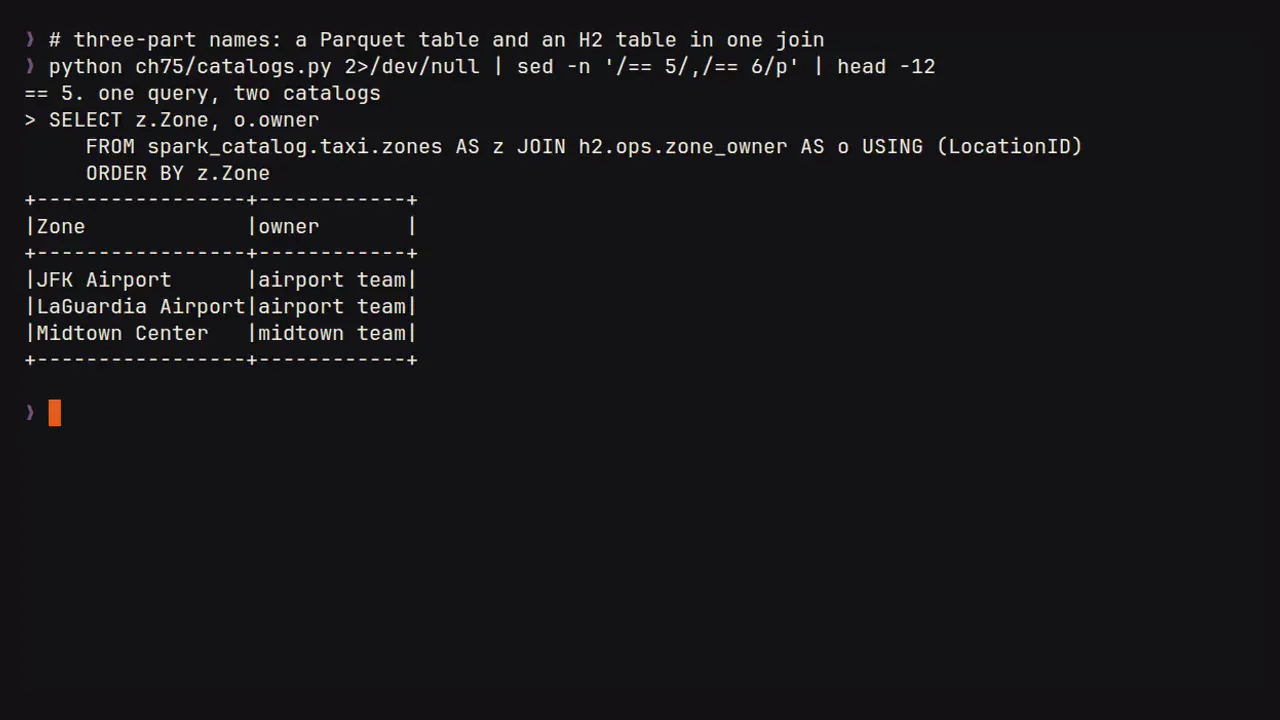 ❯ # three-part names: a Parquet table and an H2 table in one join
❯ python ch75/catalogs.py 2>/dev/null | sed -n '/== 5/,/== 6/p' | head -12
== 5. one query, two catalogs
> SELECT z.Zone, o.owner
     FROM spark_catalog.taxi.zones AS z JOIN h2.ops.zone_owner AS o USING (LocationID)
     ORDER BY z.Zone
+-----------------+------------+
|Zone             |owner       |
+-----------------+------------+
|JFK Airport      |airport team|
|LaGuardia Airport|airport team|
|Midtown Center   |midtown team|
+-----------------+------------+
❯